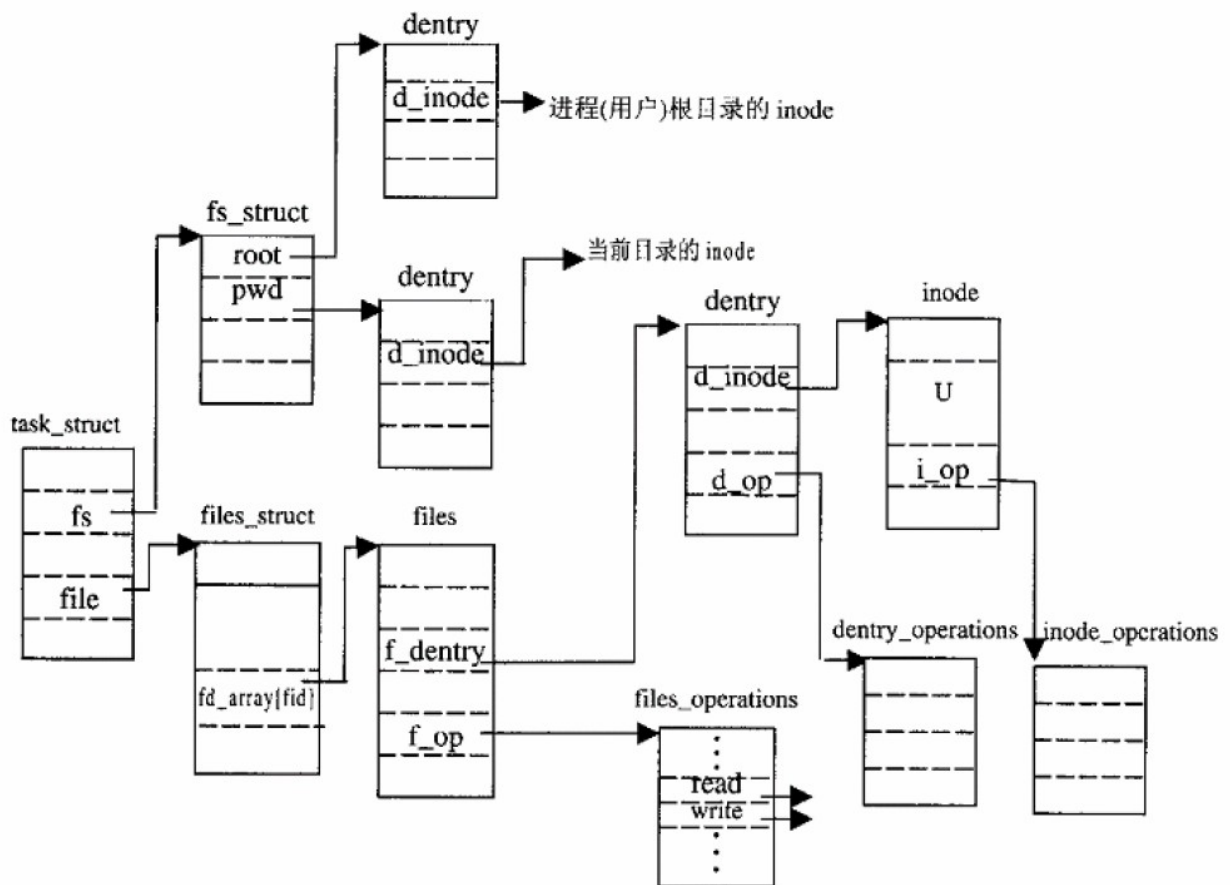 dentry
d_inode
进程(用户)根目录的 inode
fs_struct
root
pwd
当前目录的 inode
dentry
d_inode
dentry
d_inode
d_op
inode
U
i_op
task_struct
fs
file
files_struct
fd_array[fid]
files
f_dentry
f_op
dentry_operations
inode_operations
files_operations
read
write